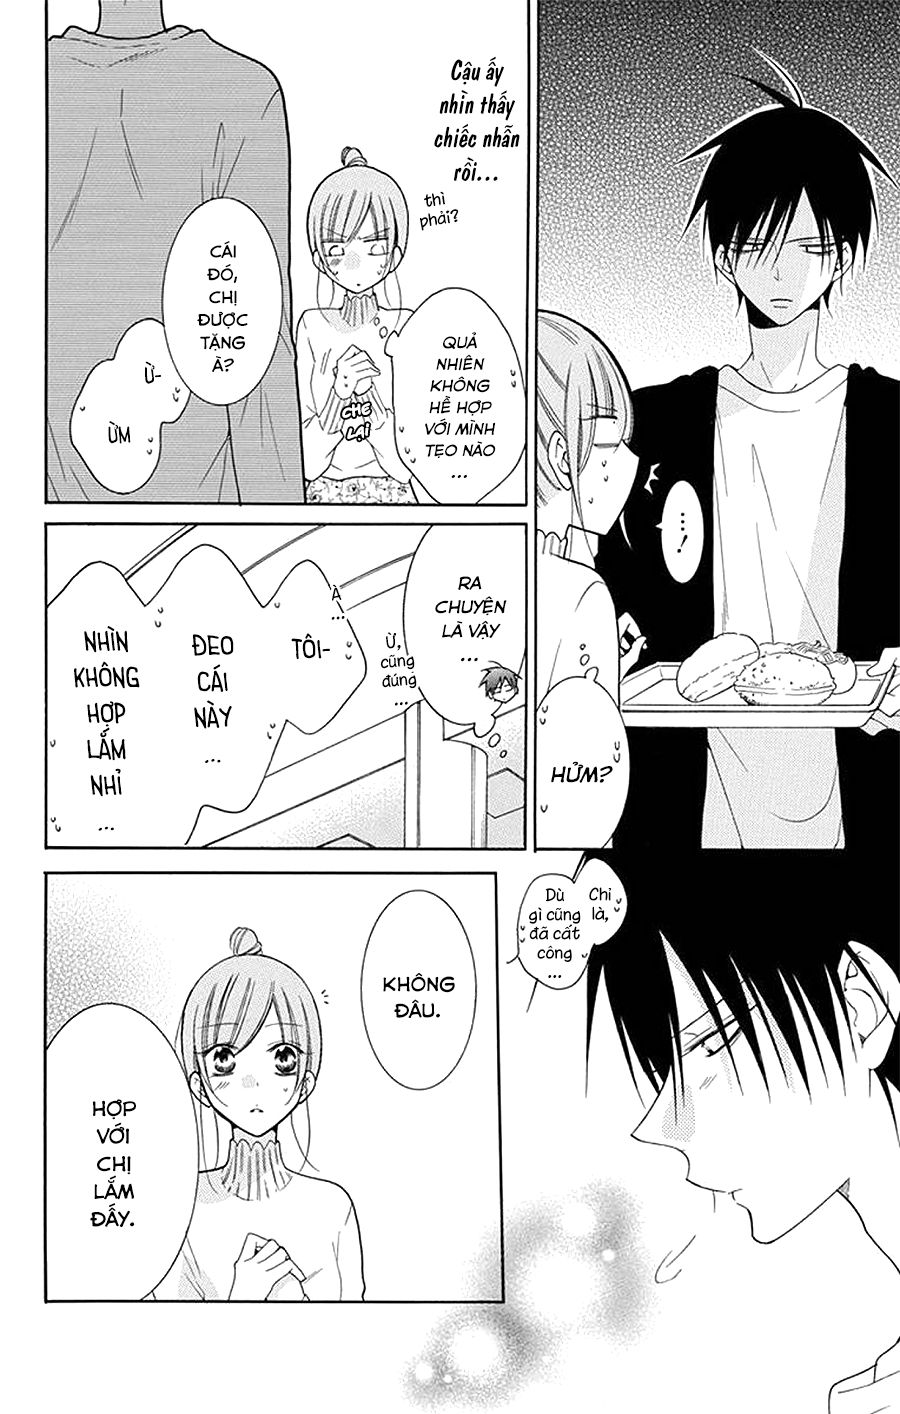 ...!
HỬM?
Cậu ấy
nhìn thấy
chiếc nhẫn
rồi...
thì
phải?
QUẢ
NHIÊN
KHÔNG
HỀ HỢP
VỚI MÌNH
TẸO NÀO
...
CHE
LẠI
CÁI
ĐÓ,
CHỊ
ĐƯỢC
TẶNG
À?
Ừ-
ỪM
RA
CHUYỆN
LÀ VẬY
...
Ừ,
cũng
đúng
...
À
...
TÔI-
ĐEO
CÁI
NÀY
...
NHÌN
KHÔNG
HỢP
LẮM
NHỈ
...
Chỉ
là,
Dù
gì cũng
đã cất
công
...
KHÔNG
ĐÂU.
HỢP
VỚI
CHỊ
LẮM
ĐẤY.